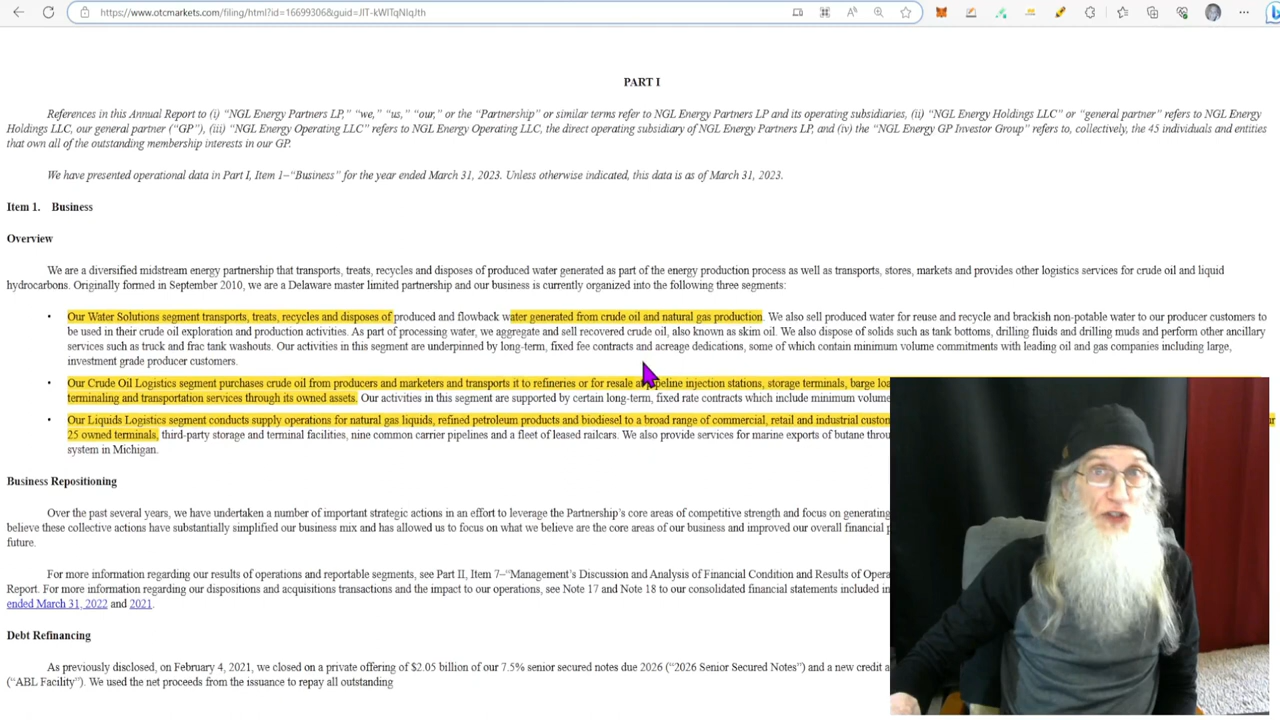 https://www.otcmarkets.com/filing/html?id=16699306&guid=JIT-kWlTqNIqJth
PART I
References in this Annual Report to (i) “NGL Energy Partners LP,” “we,” “us,” “our,” or the “Partnership” or similar terms refer to NGL Energy Partners LP and its operating subsidiaries, (ii) “NGL Energy Holdings LLC” or “general partner” refers to NGL Energy
Holdings LLC, our general partner (“GP”), (iii) “NGL Energy Operating LLC” refers to NGL Energy Operating LLC, the direct operating subsidiary of NGL Energy Partners LP, and (iv) the “NGL Energy GP Investor Group” refers to, collectively, the 45 individuals and entities
that own all of the outstanding membership interests in our GP.
We have presented operational data in Part I, Item 1–“Business” for the year ended March 31, 2023. Unless otherwise indicated, this data is as of March 31, 2023.
Item 1. Business
Overview
We are a diversified midstream energy partnership that transports, treats, recycles and disposes of produced water generated as part of the energy production process as well as transports, stores, markets and provides other logistics services for crude oil and liquid
hydrocarbons. Originally formed in September 2010, we are a Delaware master limited partnership and our business is currently organized into the following three segments:
• Our Water Solutions segment transports, treats, recycles and disposes of produced and flowback water generated from crude oil and natural gas production. We also sell produced water for reuse and recycle and brackish non-potable water to our producer customers to
be used in their crude oil exploration and production activities. As part of processing water, we aggregate and sell recovered crude oil, also known as skim oil. We also dispose of solids such as tank bottoms, drilling fluids and drilling muds and perform other ancillary
services such as truck and frac tank washouts. Our activities in this segment are underpinned by long-term, fixed fee contracts and acreage dedications, some of which contain minimum volume commitments with leading oil and gas companies including large,
investment grade producer customers.
• Our Crude Oil Logistics segment purchases crude oil from producers and marketers and transports it to refineries or for resale at pipeline injection stations, storage terminals, barge
terminaling and transportation services through its owned assets. Our activities in this segment are supported by certain long-term, fixed rate contracts which include minimum volume
• Our Liquids Logistics segment conducts supply operations for natural gas liquids, refined petroleum products and biodiesel to a broad range of commercial, retail and industrial
25 owned terminals, third-party storage and terminal facilities, nine common carrier pipelines and a fleet of leased railcars. We also provide services for marine exports of butane
system in Michigan.
Business Repositioning
Over the past several years, we have undertaken a number of important strategic actions in an effort to leverage the Partnership’s core areas of competitive strength and focus on generating
believe these collective actions have substantially simplified our business mix and has allowed us to focus on what we believe are the core areas of our business and improved our overall financial
future.
For more information regarding our results of operations and reportable segments, see Part II, Item 7–“Management’s Discussion and Analysis of Financial Condition and Results of
Report. For more information regarding our dispositions and acquisitions transactions and the impact to our operations, see Note 17 and Note 18 to our consolidated financial statements included in
ended March 31, 2022 and 2021.
Debt Refinancing
As previously disclosed, on February 4, 2021, we closed on a private offering of $2.05 billion of our 7.5% senior secured notes due 2026 (“2026 Senior Secured Notes”) and a new credit
(“ABL Facility”). We used the net proceeds from the issuance to repay all outstanding